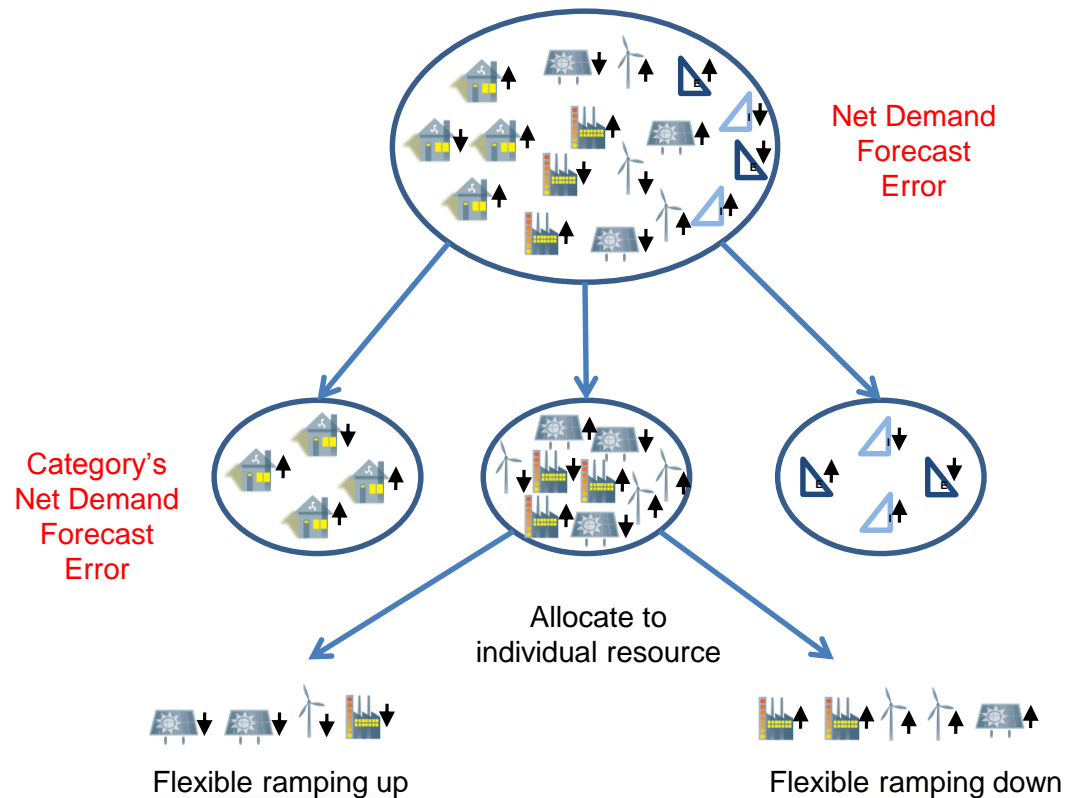 E
I
Net Demand
Forecast
Error
E
I
Category's
Net Demand
Forecast
Error
I
E
E
I
Allocate to
individual resource
Flexible ramping up
Flexible ramping down